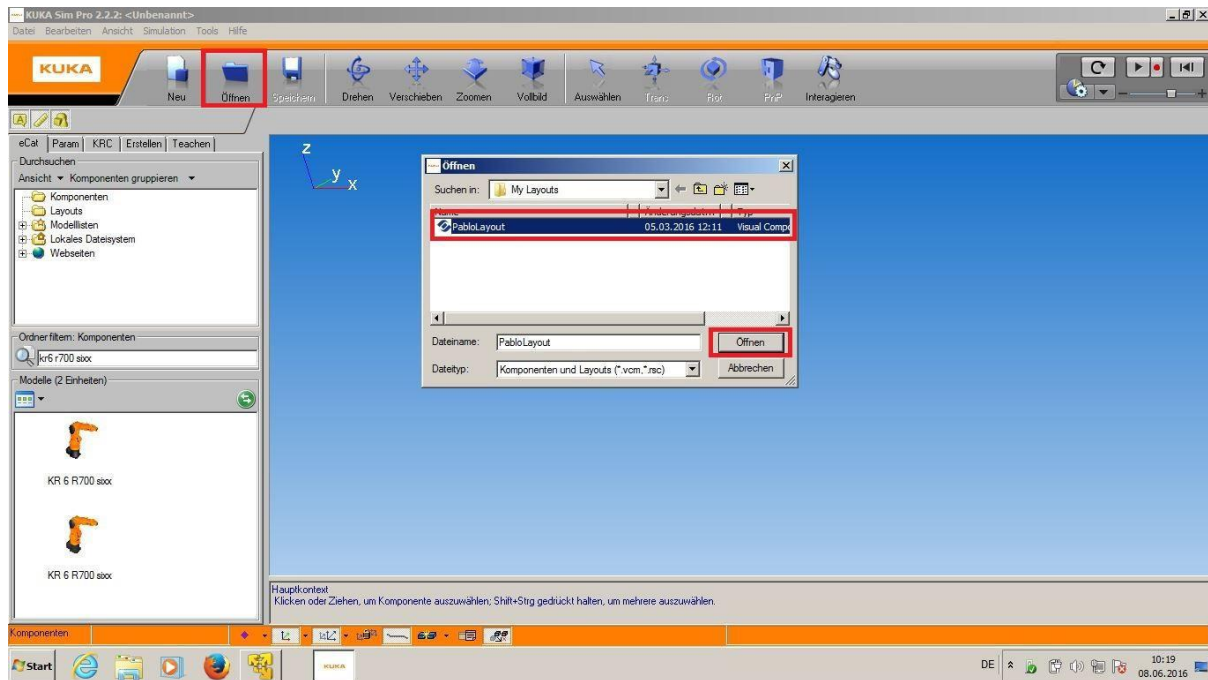 KUKA Sim Pro 2.2.2: <Unbenannt>
Datei Bearbeiten Ansicht Simulation Tools Hilfe
KUKA
Neu Öffnen Speichern Drehen Verschieben Zoomen Vollbild Auswählen Trans Rot PnP Interagieren
eCat Param KRC Erstellen Teachen
Durchsuchen
Ansicht Komponenten gruppieren
Komponenten
Layouts
Modelllisten
Lokales Dateisystem
Webseiten
Ordner filtern: Komponenten
kr6 r700 sixx
Modelle (2 Einheiten)
KR 6 R700 sixx
KR 6 R700 sixx
z
y
x
Öffnen
Suchen in: My Layouts
Name Änderungsdatum Typ
PabloLayout 05.03.2016 12:11 Visual Compo
Dateiname: PabloLayout Öffnen
Dateityp: Komponenten und Layouts (*.vcm,*.rsc) Abbrechen
Hauptkontext
Klicken oder Ziehen, um Komponente auszuwählen; Shift+Strg gedrückt halten, um mehrere auszuwählen.
Komponenten
Start
KUKA
DE
10:19
08.06.2016